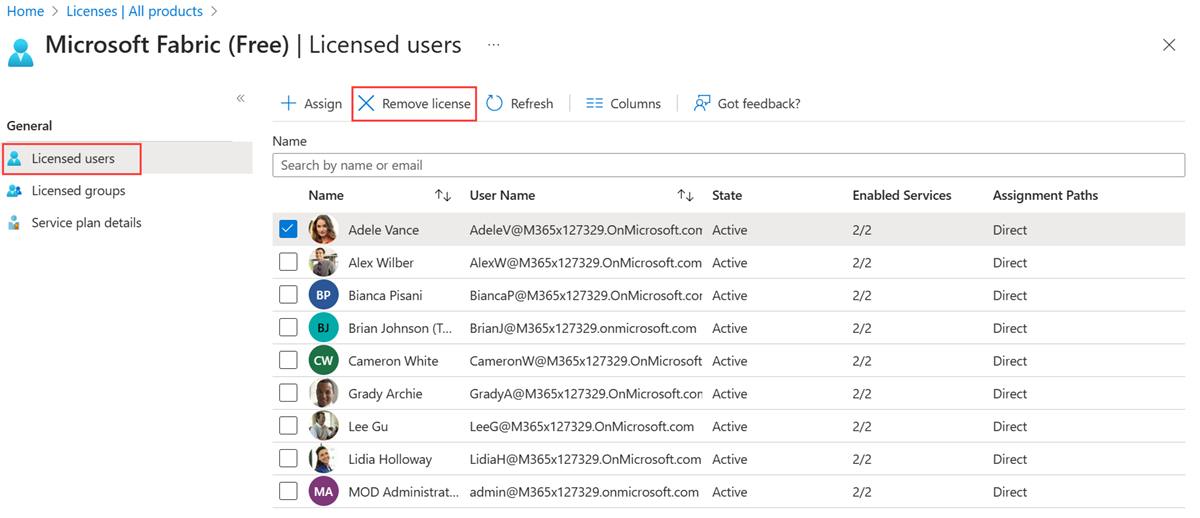 Home > Licenses | All products >
Microsoft Fabric (Free) | Licensed users ...
«
+ Assign Remove license Refresh | Columns | Got feedback?
General
Licensed users
Licensed groups
Service plan details
Name
Search by name or email
Name ↑↓ User Name ↑↓ State Enabled Services Assignment Paths
Adele Vance AdeleV@M365x127329.OnMicrosoft.com Active 2/2 Direct
Alex Wilber AlexW@M365x127329.OnMicrosoft.com Active 2/2 Direct
BP Bianca Pisani BiancaP@M365x127329.OnMicrosoft.cor Active 2/2 Direct
BJ Brian Johnson (T... BrianJ@M365x127329.onmicrosoft.com Active 2/2 Direct
CW Cameron White CameronW@M365x127329.OnMicrosoft Active 2/2 Direct
Grady Archie GradyA@M365x127329.OnMicrosoft.con Active 2/2 Direct
Lee Gu LeeG@M365x127329.OnMicrosoft.com Active 2/2 Direct
Lidia Holloway LidiaH@M365x127329.OnMicrosoft.com Active 2/2 Direct
MA MOD Administrat... admin@M365x127329.onmicrosoft.com Active 2/2 Direct